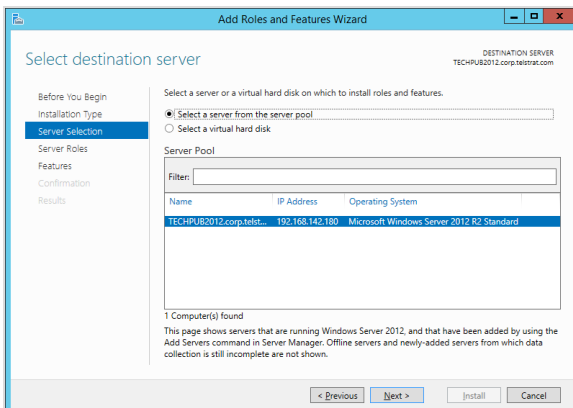 Add Roles and Features Wizard
Select destination server
DESTINATION SERVER
TECHPUB2012.corp.telstrat.com
Before You Begin
Installation Type
Server Selection
Server Roles
Features
Confirmation
Results
Select a server or a virtual hard disk on which to install roles and features.
Select a server from the server pool
Select a virtual hard disk
Server Pool
Filter:
Name IP Address Operating System
TECHPUB2012.corp.telst... 192.168.142.180 Microsoft Windows Server 2012 R2 Standard
1 Computer(s) found
This page shows servers that are running Windows Server 2012, and that have been added by using the
Add Servers command in Server Manager. Offline servers and newly-added servers from which data
collection is still incomplete are not shown.
< Previous Next > Install Cancel